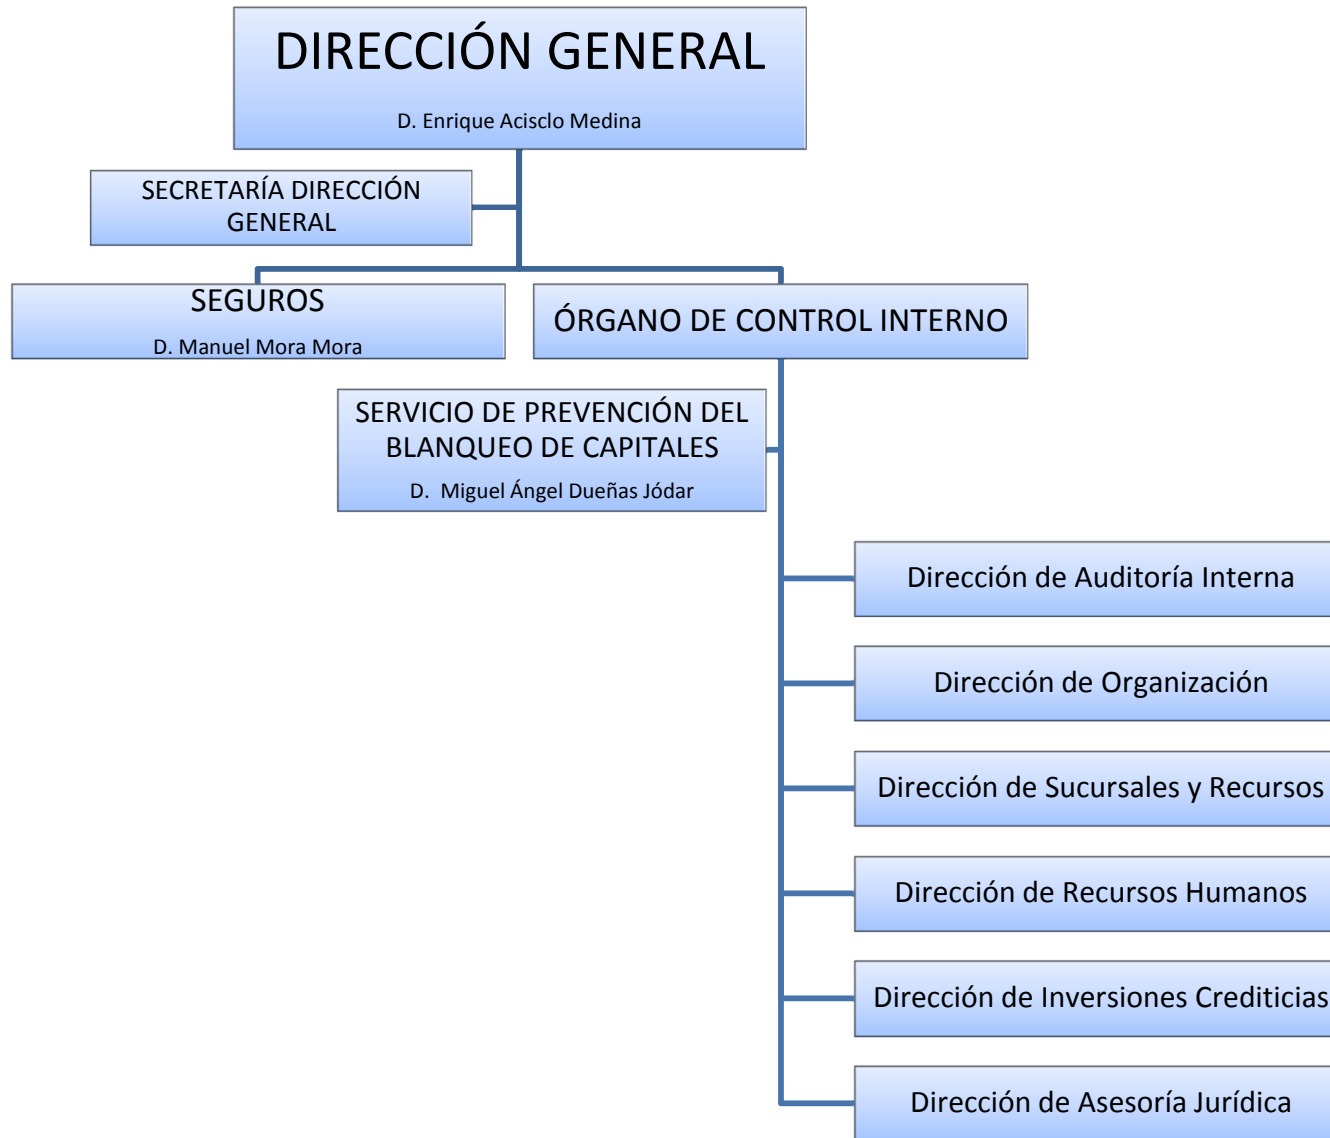 DIRECCIÓN GENERAL
D. Enrique Acisclo Medina
SECRETARÍA DIRECCIÓN
GENERAL
SEGUROS
D. Manuel Mora Mora
ÓRGANO DE CONTROL INTERNO
SERVICIO DE PREVENCIÓN DEL
BLANQUEO DE CAPITALES
D. Miguel Ángel Dueñas Jódar
Dirección de Auditoría Interna
Dirección de Organización
Dirección de Sucursales y Recursos
Dirección de Recursos Humanos
Dirección de Inversiones Crediticias
Dirección de Asesoría Jurídica